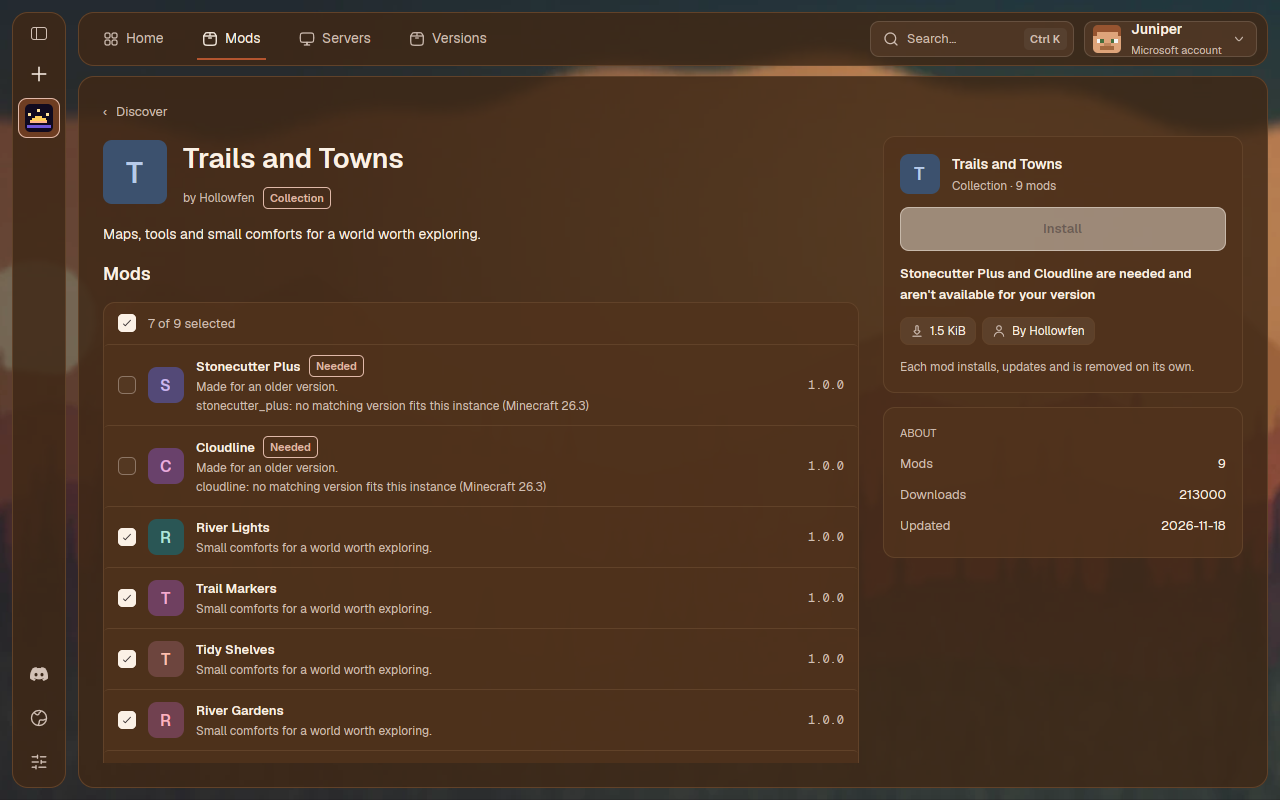 Home
Mods
Servers
Versions
Search...
Ctrl K
Juniper
Microsoft account
‹ Discover
T
Trails and Towns
by Hollowfen
Collection
Maps, tools and small comforts for a world worth exploring.
Mods
7 of 9 selected
S
Stonecutter Plus
Needed
Made for an older version.
stonecutter_plus: no matching version fits this instance (Minecraft 26.3)
1.0.0
C
Cloudline
Needed
Made for an older version.
cloudline: no matching version fits this instance (Minecraft 26.3)
1.0.0
R
River Lights
Small comforts for a world worth exploring.
1.0.0
T
Trail Markers
Small comforts for a world worth exploring.
1.0.0
T
Tidy Shelves
Small comforts for a world worth exploring.
1.0.0
R
River Gardens
Small comforts for a world worth exploring.
1.0.0
T
Trails and Towns
Collection · 9 mods
Install
Stonecutter Plus and Cloudline are needed and
aren't available for your version
1.5 KiB
By Hollowfen
Each mod installs, updates and is removed on its own.
ABOUT
Mods 9
Downloads 213000
Updated 2026-11-18